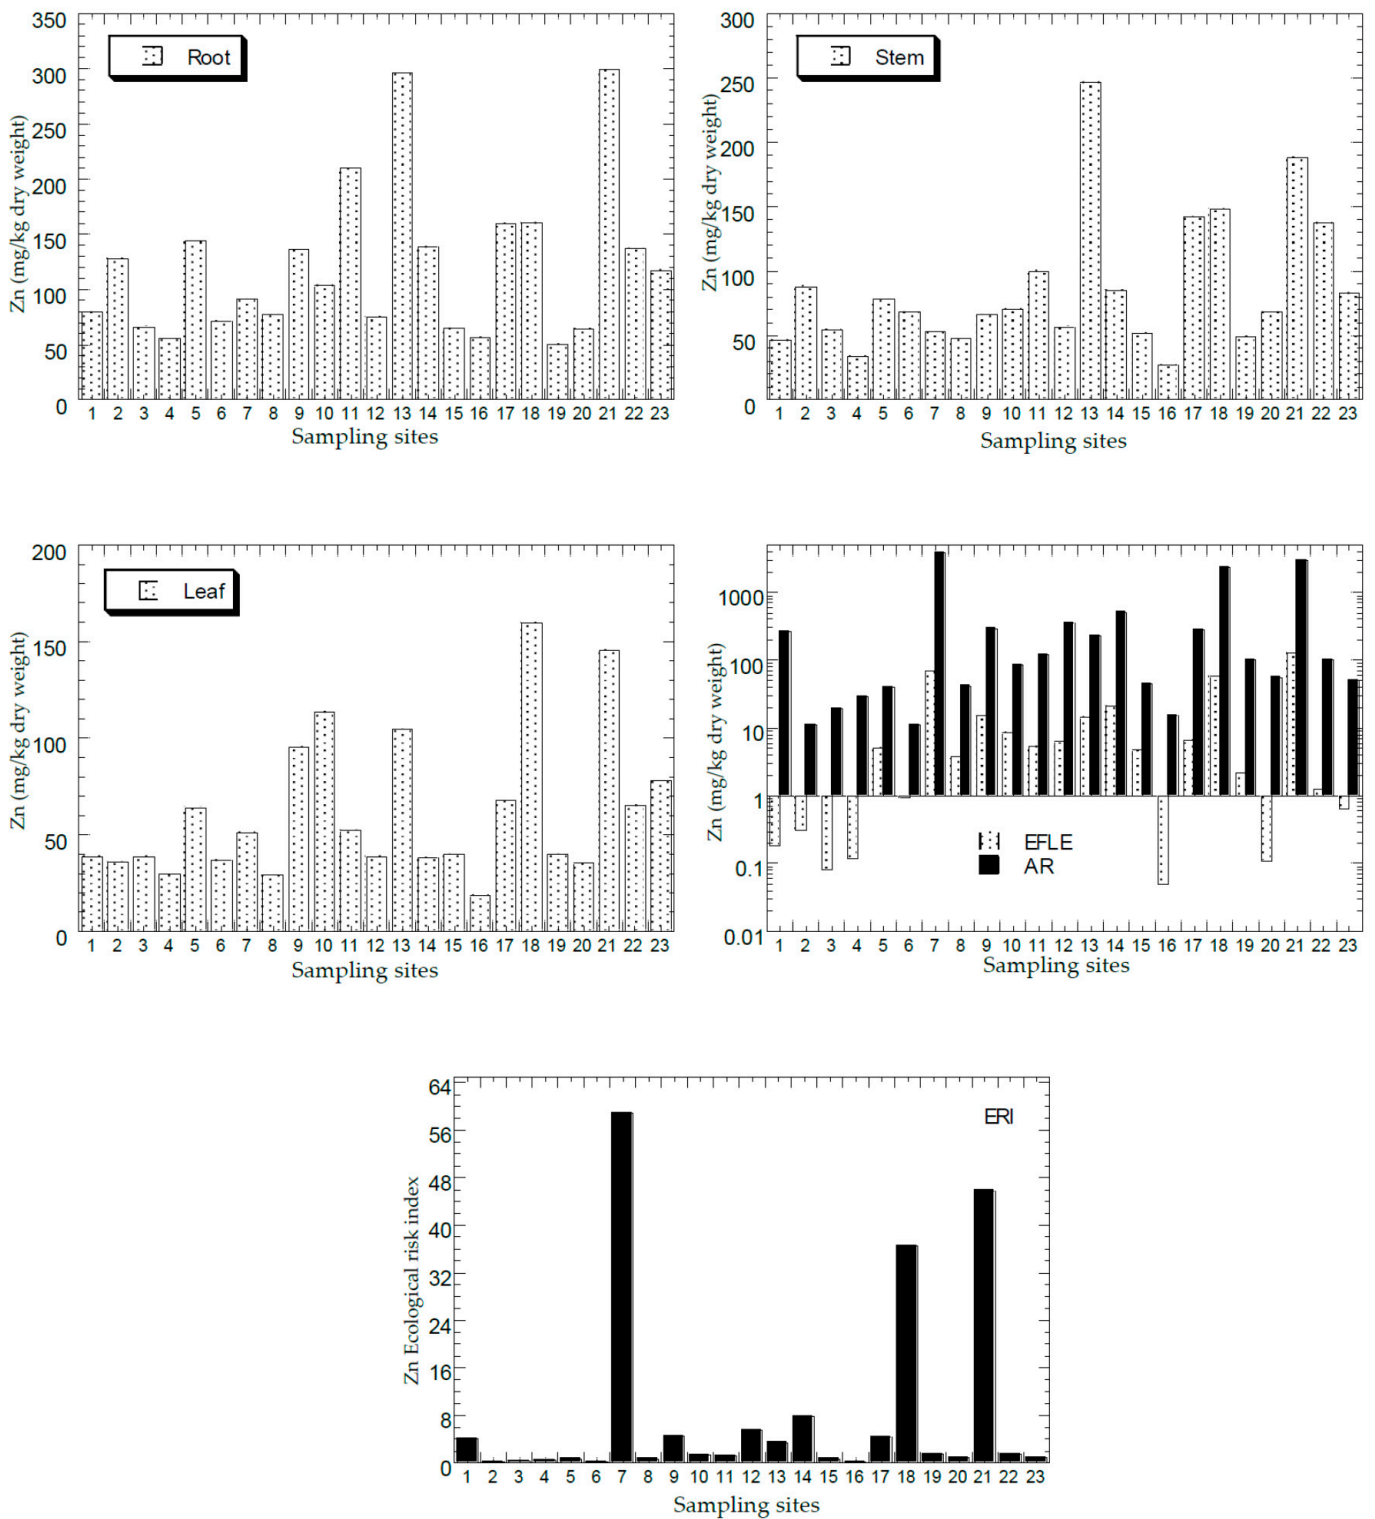 Root
Zn (mg/kg dry weight)
350
300
250
200
150
100
50
0
1 2 3 4 5 6 7 8 9 10 11 12 13 14 15 16 17 18 19 20 21 22 23
Sampling sites
Stem
Zn (mg/kg dry weight)
300
250
200
150
100
50
0
1 2 3 4 5 6 7 8 9 10 11 12 13 14 15 16 17 18 19 20 21 22 23
Sampling sites
Leaf
Zn (mg/kg dry weight)
200
150
100
50
0
1 2 3 4 5 6 7 8 9 10 11 12 13 14 15 16 17 18 19 20 21 22 23
Sampling sites
Zn (mg/kg dry weight)
1000
100
10
1
0.1
0.01
EFLE
AR
1 2 3 4 5 6 7 8 9 10 11 12 13 14 15 16 17 18 19 20 21 22 23
Sampling sites
ERI
Zn Ecological risk index
64
56
48
40
32
24
16
8
0
1 2 3 4 5 6 7 8 9 10 11 12 13 14 15 16 17 18 19 20 21 22 23
Sampling sites